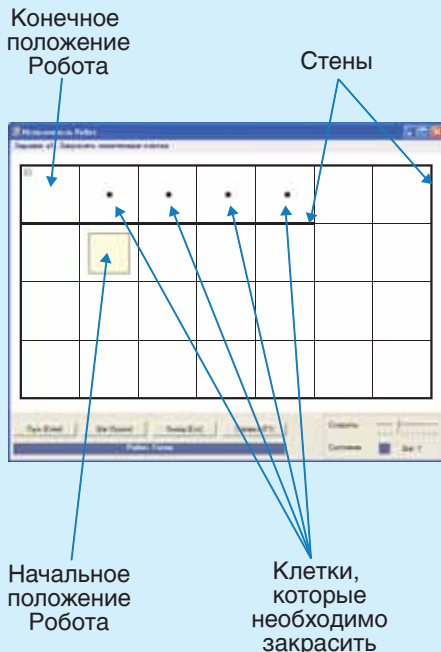 Конечное
положение
Робота
Стены
Начальное
положение
Робота
Клетки,
которые
необходимо
закрасить